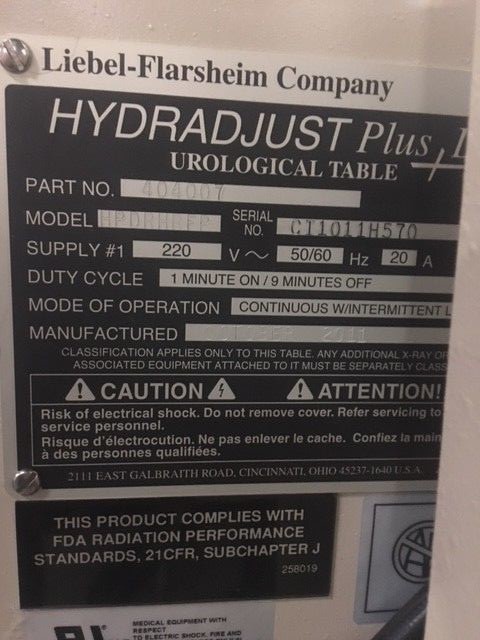 Liebel-Flarsheim Company
HYDRADJUST Plus
UROLOGICAL TABLE
PART NO. 404007
MODEL
SERIAL NO. CI1011H570
SUPPLY #1 220 V ~ 50/60 Hz 20 A
DUTY CYCLE 1 MINUTE ON / 9 MINUTES OFF
MODE OF OPERATION CONTINUOUS W/INTERMITTENT L
MANUFACTURED OCTOBER 2011
CLASSIFICATION APPLIES ONLY TO THIS TABLE. ANY ADDITIONAL X-RAY OR
ASSOCIATED EQUIPMENT ATTACHED TO IT MUST BE SEPARATELY CLASS
CAUTION ATTENTION!
Risk of electrical shock. Do not remove cover. Refer servicing to
service personnel.
Risque d'électrocution. Ne pas enlever le cache. Confiez la main
à des personnes qualifiées.
2111 EAST GALBRAITH ROAD, CINCINNATI, OHIO 45237-1640 U.S.A.
THIS PRODUCT COMPLIES WITH
FDA RADIATION PERFORMANCE
STANDARDS, 21CFR, SUBCHAPTER J
258019
MEDICAL EQUIPMENT WITH
RESPECT
TO ELECTRIC SHOCK, FIRE AND